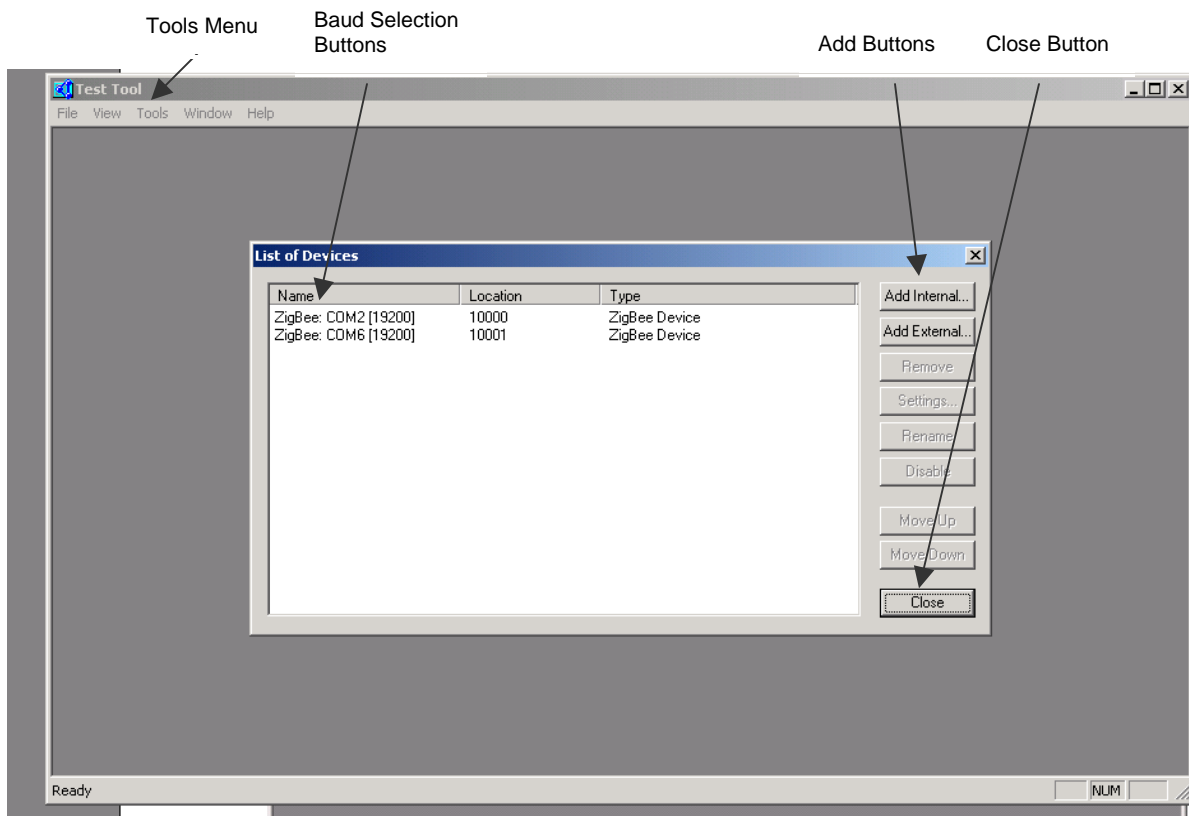 Tools Menu
Baud Selection
Buttons
Add Buttons
Close Button
Test Tool
File View Tools Window Help
List of Devices
Name Location Type
ZigBee: COM2 [19200] 10000 ZigBee Device
ZigBee: COM6 [19200] 10001 ZigBee Device
Add Internal...
Add External...
Remove
Settings...
Rename
Disable
Move Up
Move Down
Close
Ready
NUM